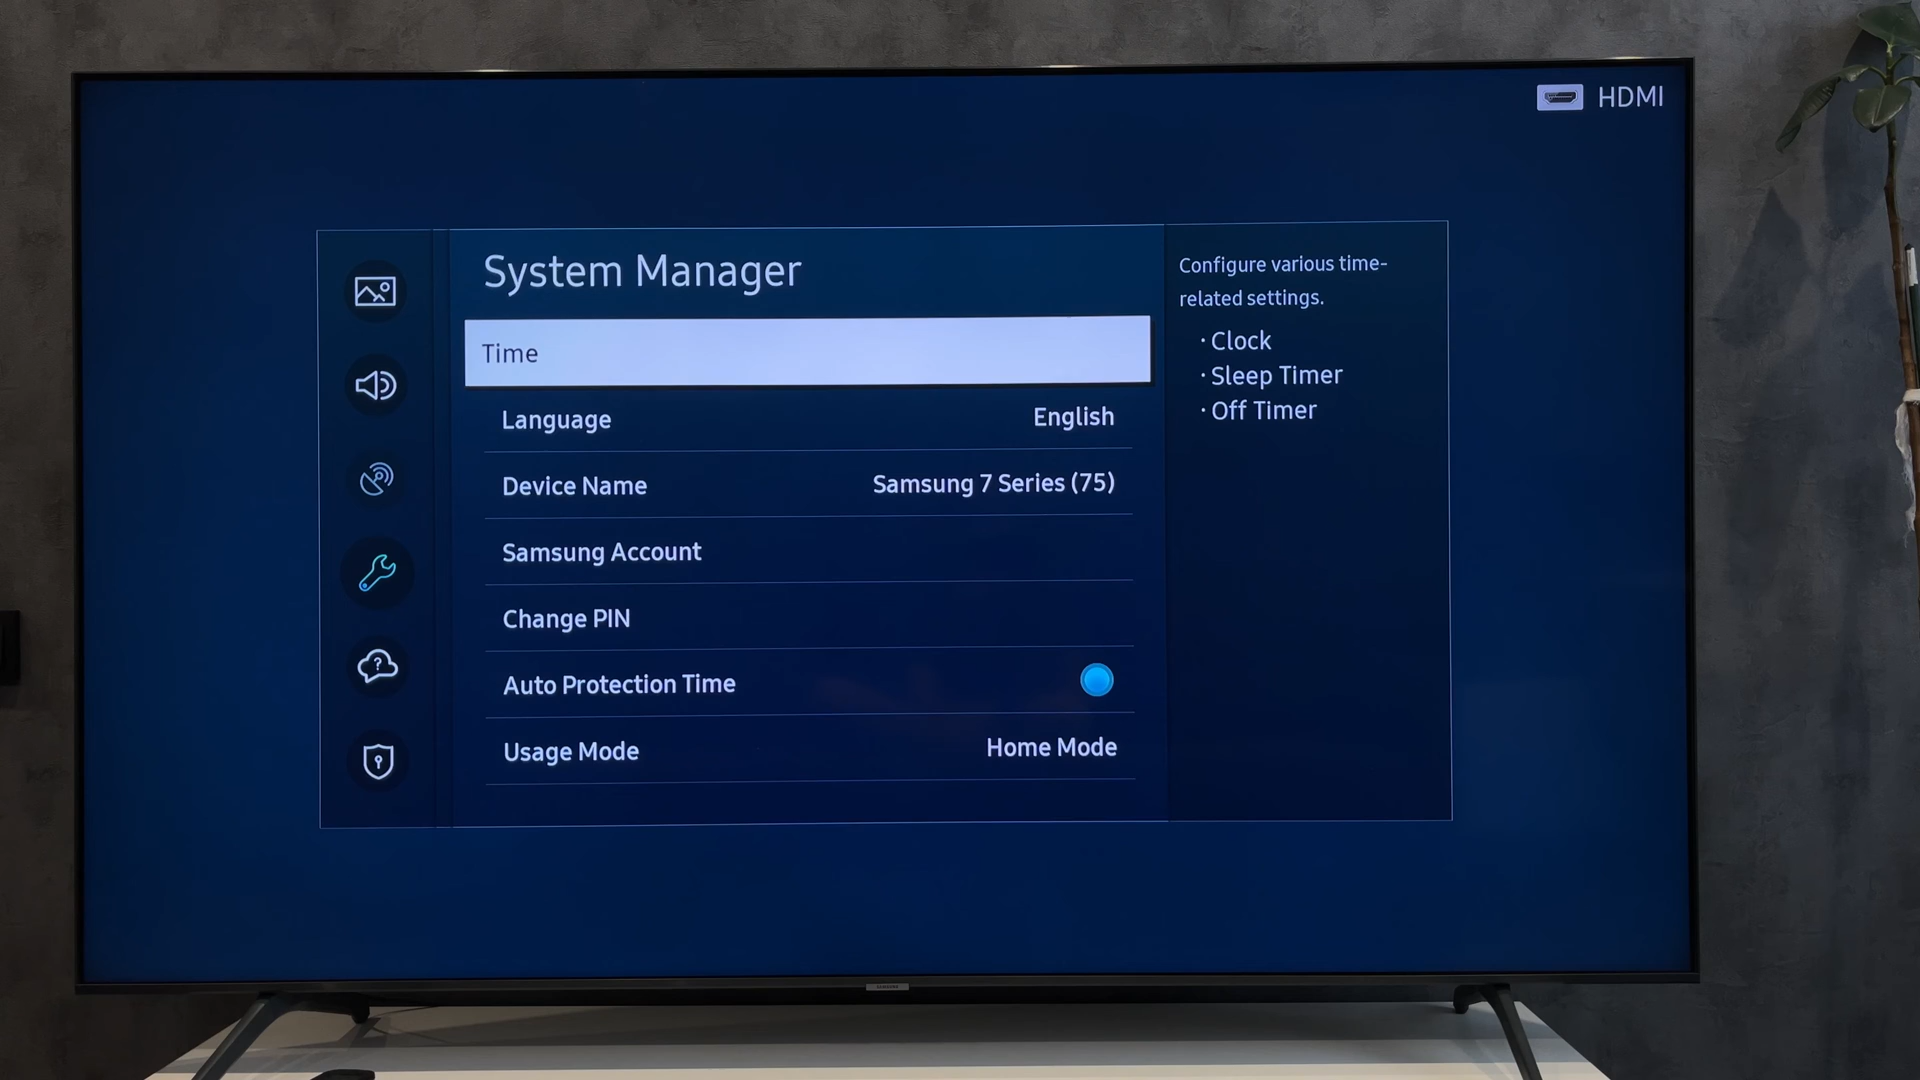 HDMI
System Manager
Time
Language English
Device Name Samsung 7 Series (75)
Samsung Account
Change PIN
Auto Protection Time
Usage Mode Home Mode
Configure various time-
related settings.
· Clock
· Sleep Timer
· Off Timer